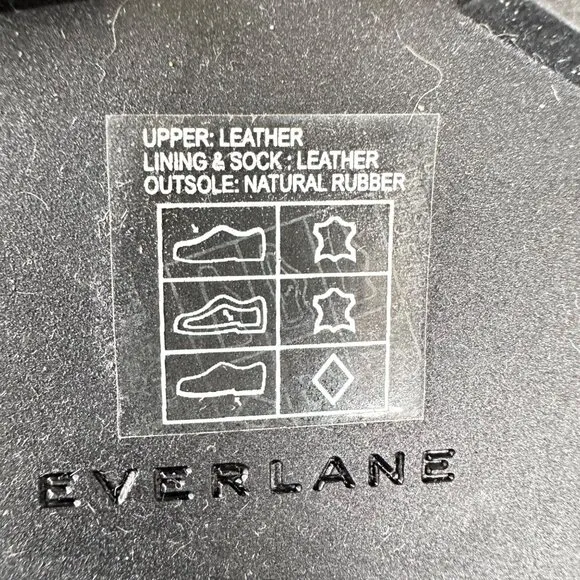 UPPER: LEATHER
LINING & SOCK : LEATHER
OUTSOLE: NATURAL RUBBER
EVERLANE